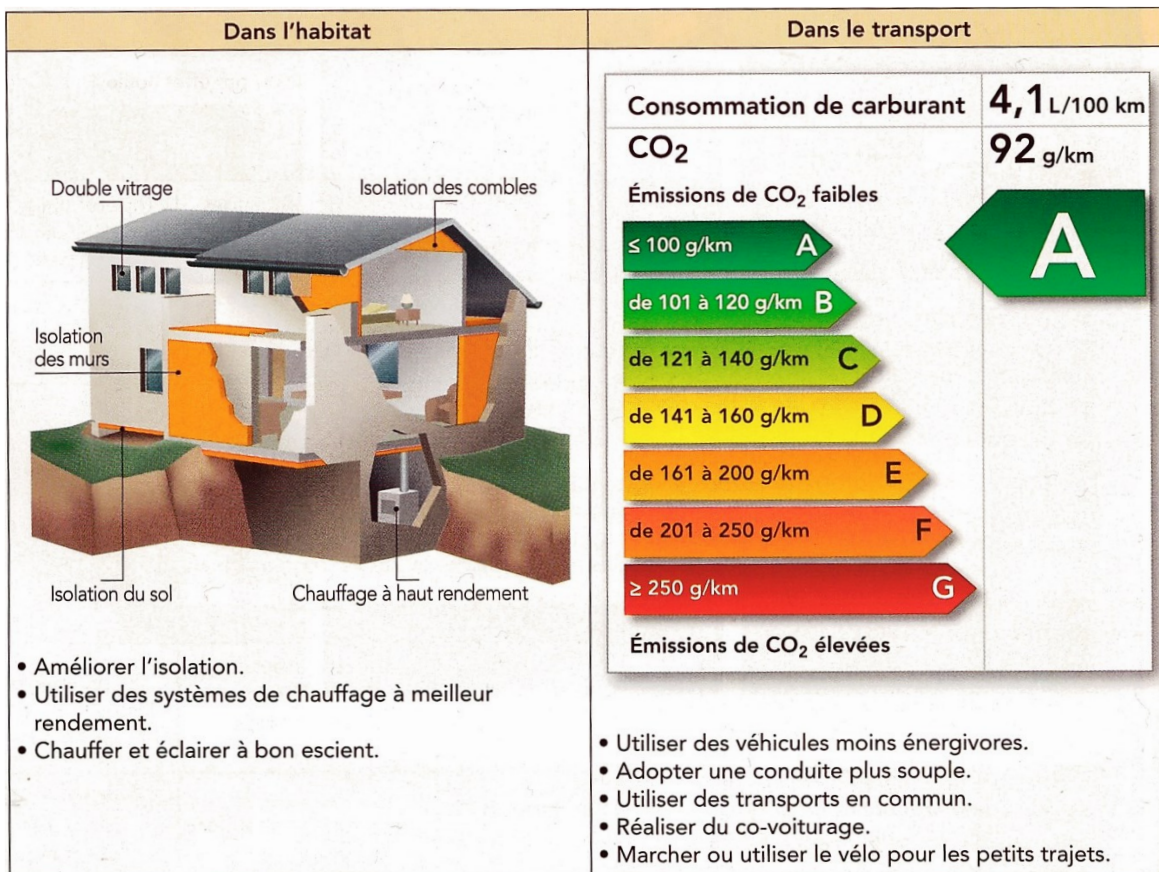 Dans l'habitat
Double vitrage
Isolation des combles
Isolation
des murs
Isolation du sol
Chauffage à haut rendement
• Améliorer l'isolation.
• Utiliser des systèmes de chauffage à meilleur
rendement.
• Chauffer et éclairer à bon escient.
Dans le transport
Consommation de carburant 4,1 L/100 km
CO₂ 92 g/km
Émissions de CO₂ faibles
≤ 100 g/km A
A
de 101 à 120 g/km B
de 121 à 140 g/km C
de 141 à 160 g/km D
de 161 à 200 g/km E
de 201 à 250 g/km F
≥ 250 g/km G
Émissions de CO₂ élevées
• Utiliser des véhicules moins énergivores.
• Adopter une conduite plus souple.
• Utiliser des transports en commun.
• Réaliser du co-voiturage.
• Marcher ou utiliser le vélo pour les petits trajets.